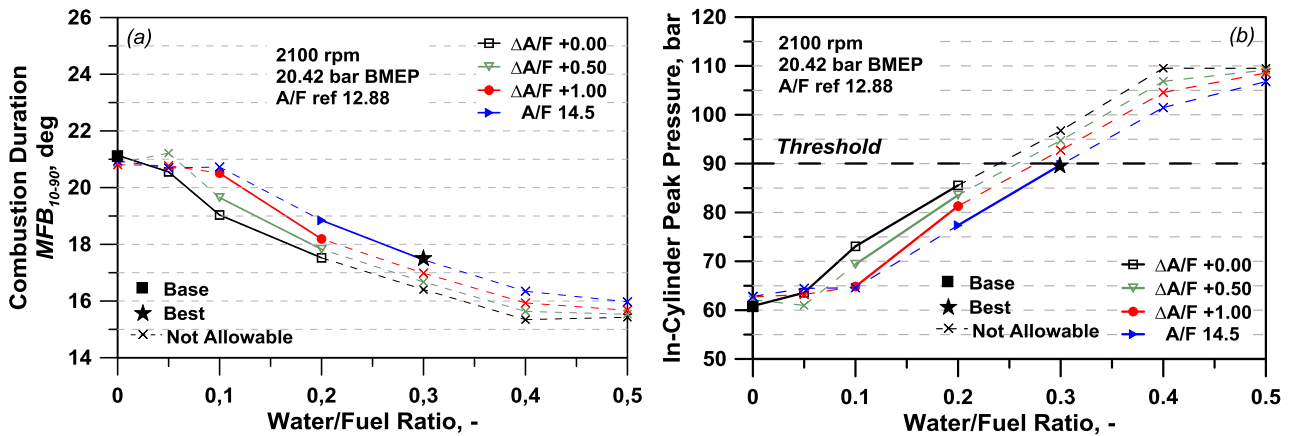 (a)
2100 rpm
20.42 bar BMEP
A/F ref 12.88
ΔA/F +0.00
ΔA/F +0.50
ΔA/F +1.00
A/F 14.5
Base
Best
Not Allowable
26
24
22
20
18
16
14
0
0,1
0,2
0,3
0,4
0,5
Combustion Duration
MFB10-90, deg
Water/Fuel Ratio, -
(b)
2100 rpm
20.42 bar BMEP
A/F ref 12.88
Threshold
Base
Best
Not Allowable
ΔA/F +0.00
ΔA/F +0.50
ΔA/F +1.00
A/F 14.5
120
110
100
90
80
70
60
50
0
0.1
0.2
0.3
0.4
0.5
In-Cylinder Peak Pressure, bar
Water/Fuel Ratio, -